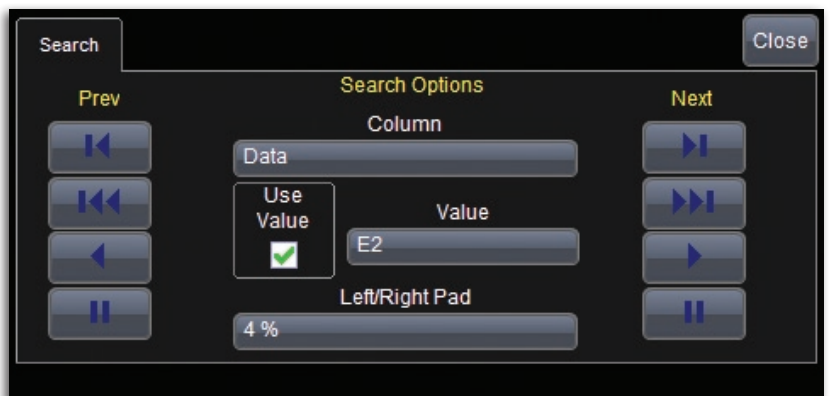 Search
Close
Prev
Search Options
Next
Column
Data
Use
Value
Value
E2
Left/Right Pad
4 %